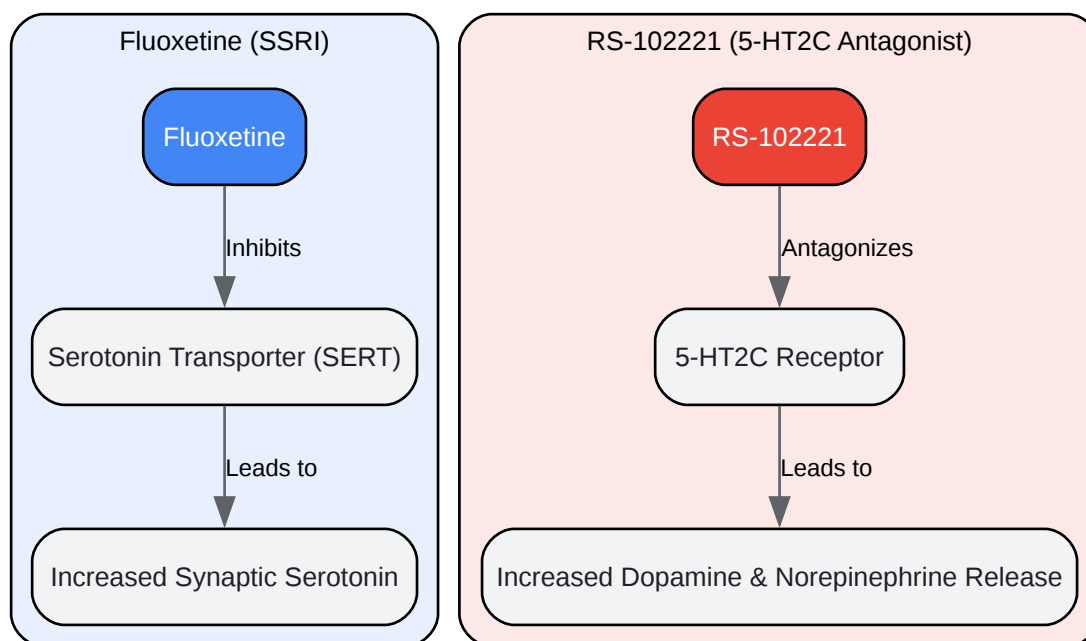 Fluoxetine (SSRI)
Fluoxetine
Inhibits
Serotonin Transporter (SERT)
Leads to
Increased Synaptic Serotonin
RS-102221 (5-HT2C Antagonist)
RS-102221
Antagonizes
5-HT2C Receptor
Leads to
Increased Dopamine & Norepinephrine Release